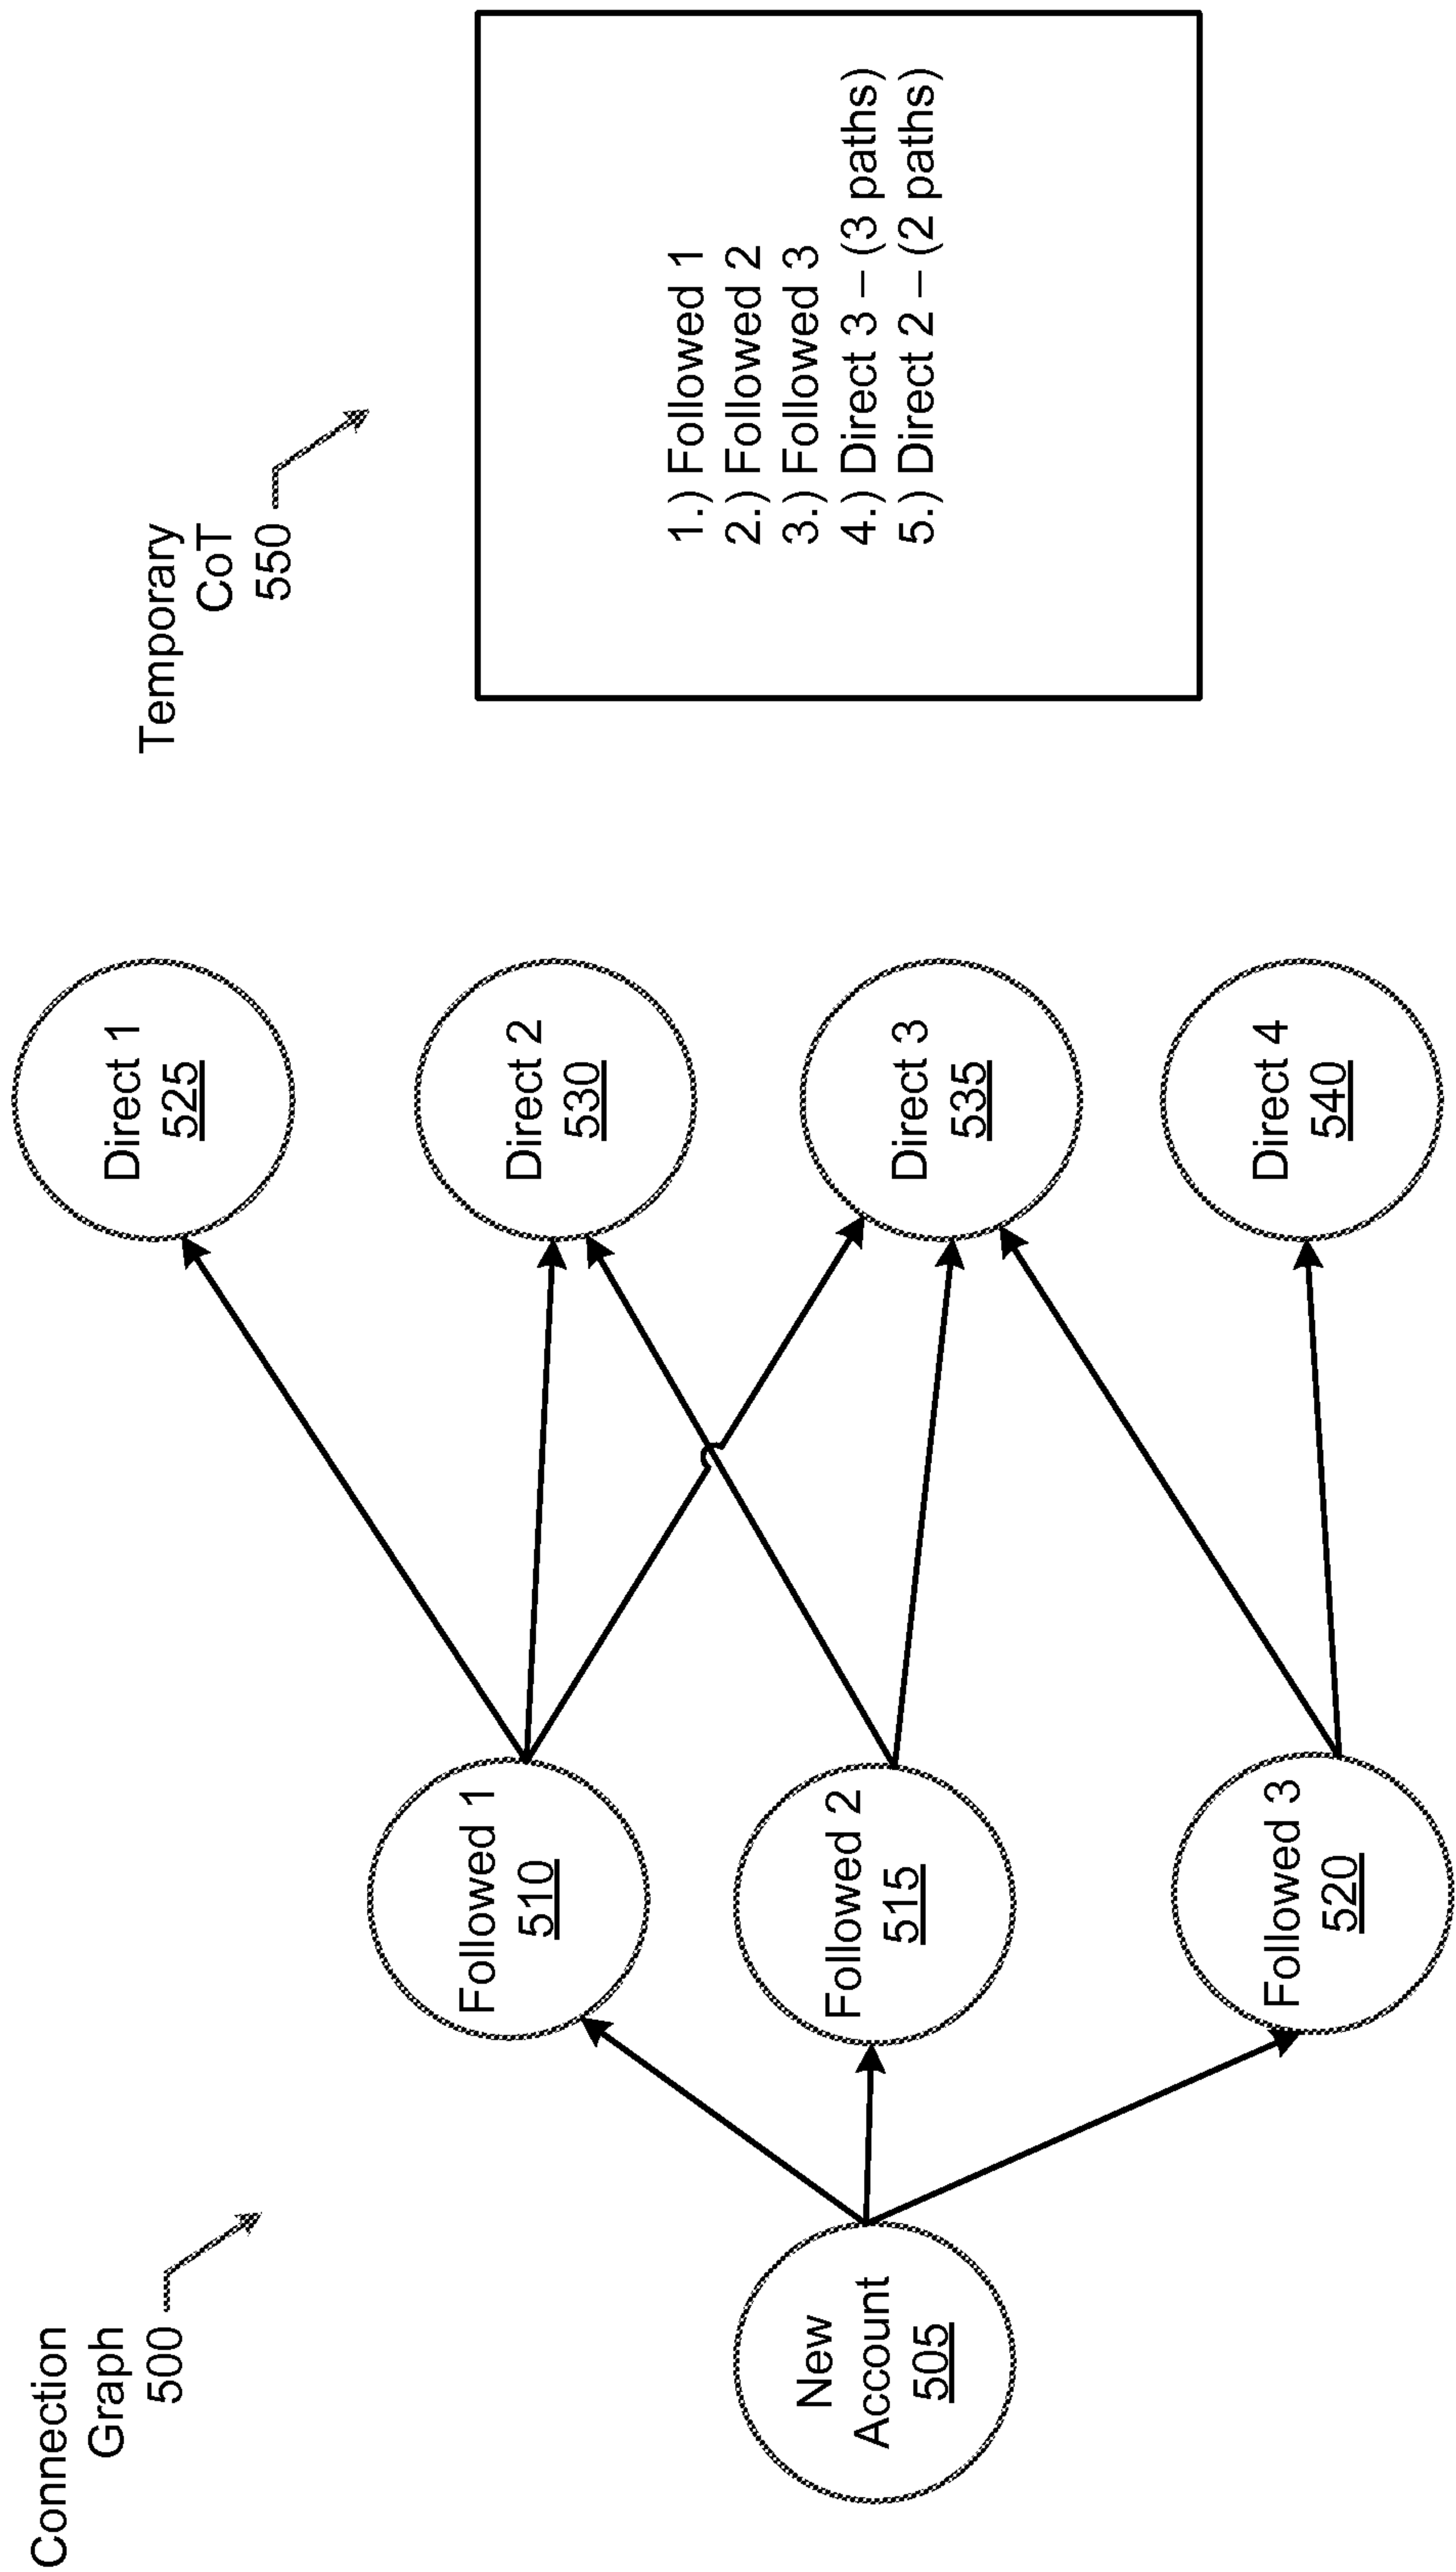 Connection
Graph
500
New
Account
505
Followed 1
510
Followed 2
515
Followed 3
520
Direct 1
525
Direct 2
530
Direct 3
535
Direct 4
540
Temporary
CoT
550
1.) Followed 1
2.) Followed 2
3.) Followed 3
4.) Direct 3 – (3 paths)
5.) Direct 2 – (2 paths)